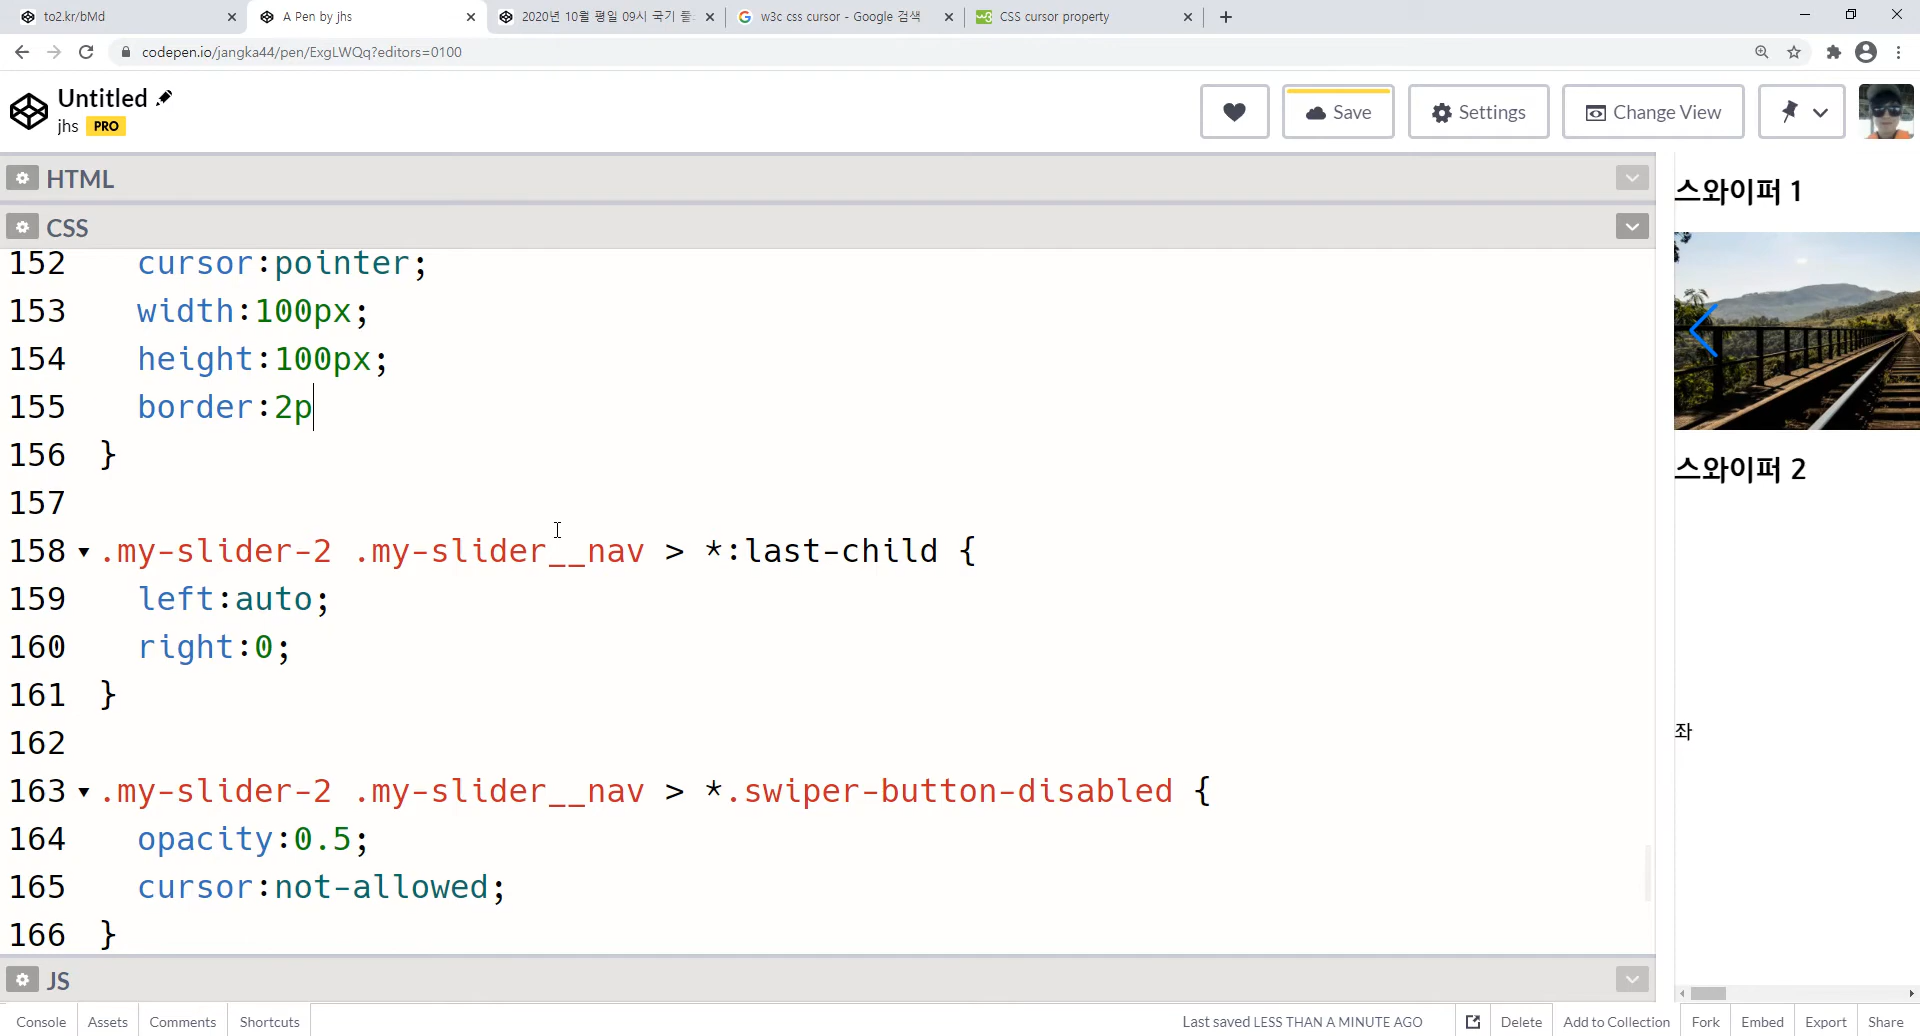 to2.kr/bMd
A Pen by jhs
2020년 10월 평일 09시 국기 물
w3c css cursor - Google 검색
CSS cursor property
codepen.io/jangka44/pen/ExgLWQq?editors=0100
Untitled
jhs PRO
Save
Settings
Change View
HTML
CSS
152 cursor:pointer;
153 width:100px;
154 height:100px;
155 border:2p
156 }
157
158 .my-slider-2 .my-slider__nav > *:last-child {
159 left:auto;
160 right:0;
161 }
162
163 .my-slider-2 .my-slider__nav > *.swiper-button-disabled {
164 opacity:0.5;
165 cursor:not-allowed;
166 }
JS
스와이퍼 1
스와이퍼 2
좌
Console Assets Comments Shortcuts
Last saved LESS THAN A MINUTE AGO
Delete Add to Collection Fork Embed Export Share